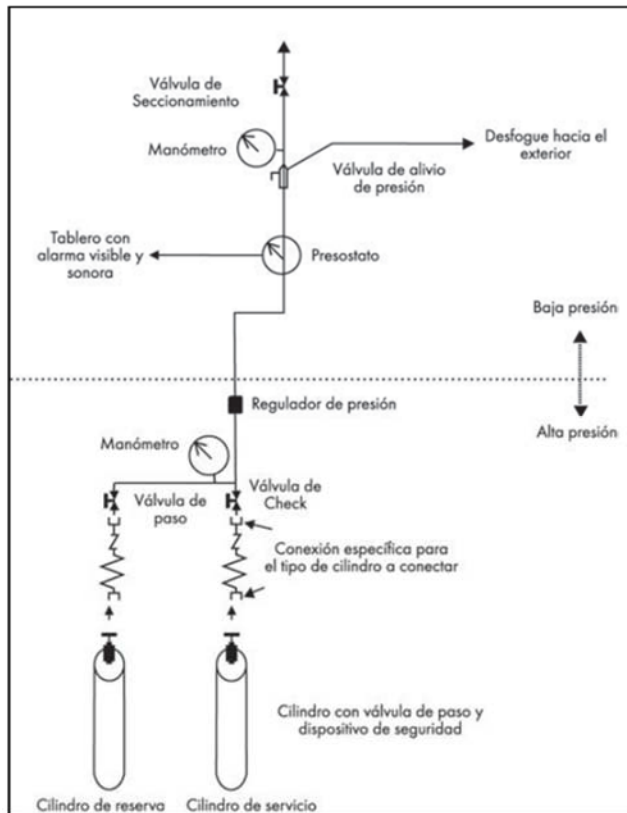 Válvula de
Seccionamiento
Manómetro
Desfogue hacia el
exterior
Válvula de alivio
de presión
Tablero con
alarma visible y
sonora
Presostato
Baja presión
Regulador de presión
Alta presión
Manómetro
Válvula de
paso
Válvula de
Check
Conexión específica para
el tipo de cilindro a conectar
Cilindro con válvula de paso y
dispositivo de seguridad
Cilindro de reserva
Cilindro de servicio